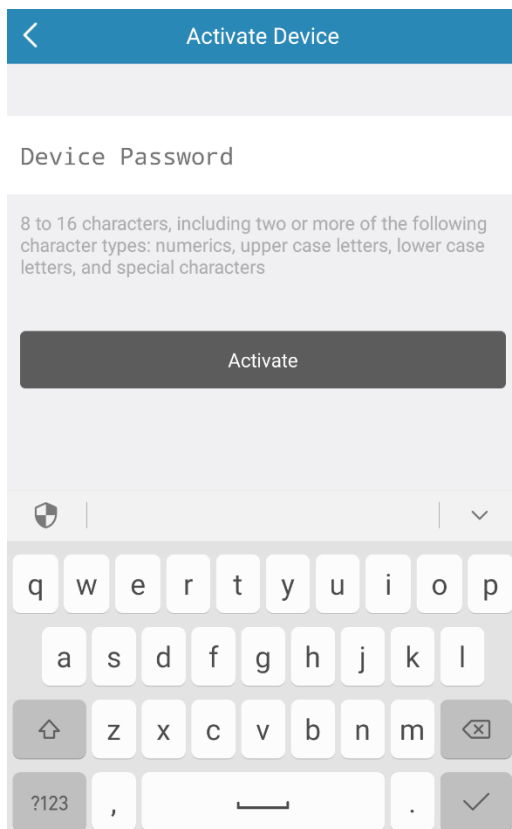 Activate Device
Device Password
8 to 16 characters, including two or more of the following
character types: numerics, upper case letters, lower case
letters, and special characters
Activate
q w e r t y u i o p
a s d f g h j k l
z x c v b n m
?123 , .